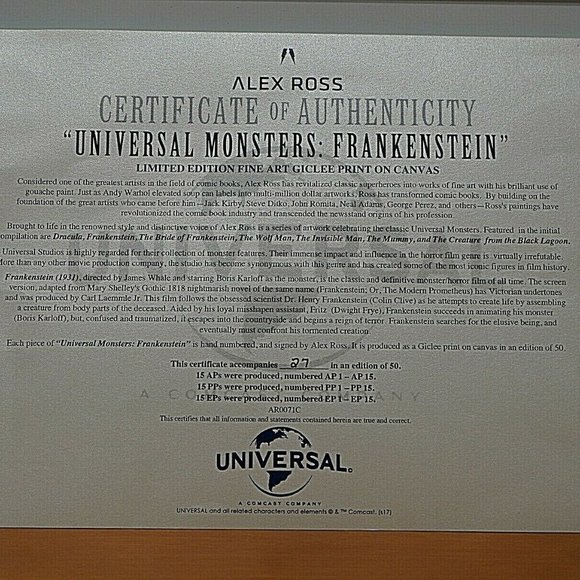 ALEX ROSS
CERTIFICATE OF AUTHENTICITY
"UNIVERSAL MONSTERS: FRANKENSTEIN"
LIMITED EDITION FINE ART GICLEE PRINT ON CANVAS
Considered one of the greatest artists in the field of comic books, Alex Ross has revitalized classic superheroes into works of fine art with his brilliant use of
gouache paint. Just as Andy Warhol elevated soup can labels into multi-million dollar artworks, Ross has transformed comic books. By building on the
foundation of the great artists who came before him—Jack Kirby, Steve Ditko, John Romita, Neal Adams, George Perez, and others—Ross's paintings have
revolutionized the comic book industry and transcended the newsstand origins of his profession.
Brought to life in the renowned style and distinctive voice of Alex Ross is a series of artwork celebrating the classic Universal Monsters. Featured in the initial
ompilation are Dracula, Frankenstein, The Bride of Frankenstein, The Wolf Man, The Invisible Man, The Mummy, and The Creature from the Black Lagoon.
Universal Studios is highly regarded for their collection of monster features. Their immense impact and influence in the horror film genre is virtually irrefutable.
fore than any other movie production company, the studio has become synonymous with this genre and has created some of the most iconic figures in film history.
Frankenstein (1931), directed by James Whale and starring Boris Karloff as the monster, is the classic and definitive monster/horror film of all time. The screen
version, adapted from Mary Shelley's Gothic 1818 nightmarish novel of the same name (Frankenstein; Or, The Modern Prometheus) has Victorian undertones
and was produced by Carl Laemmle Jr. This film follows the obsessed scientist Dr. Henry Frankenstein (Colin Clive) as he attempts to create life by assembling
a creature from body parts of the deceased. Aided by his loyal misshapen assistant, Fritz (Dwight Frye), Frankenstein succeeds in animating his monster
(Boris Karloff), but, confused and traumatized, it escapes into the countryside and begins a reign of terror. Frankenstein searches for the elusive being, and
eventually must confront his tormented creation.
Each piece of "Universal Monsters: Frankenstein" is hand numbered, and signed by Alex Ross. It is produced as a Giclee print on canvas in an edition of 50.
This certificate accompanies 27 in an edition of 50.
15 APs were produced, numbered AP 1 – AP 15.
15 PPs were produced, numbered PP 1 – PP 15.
15 EPs were produced, numbered EP 1 – EP 15.
AR0071C
This certifies that all information and statements contained herein are true and correct.
UNIVERSAL
A COMCAST COMPANY
UNIVERSAL and all related characters and elements © & ™ Comcast. (s17)